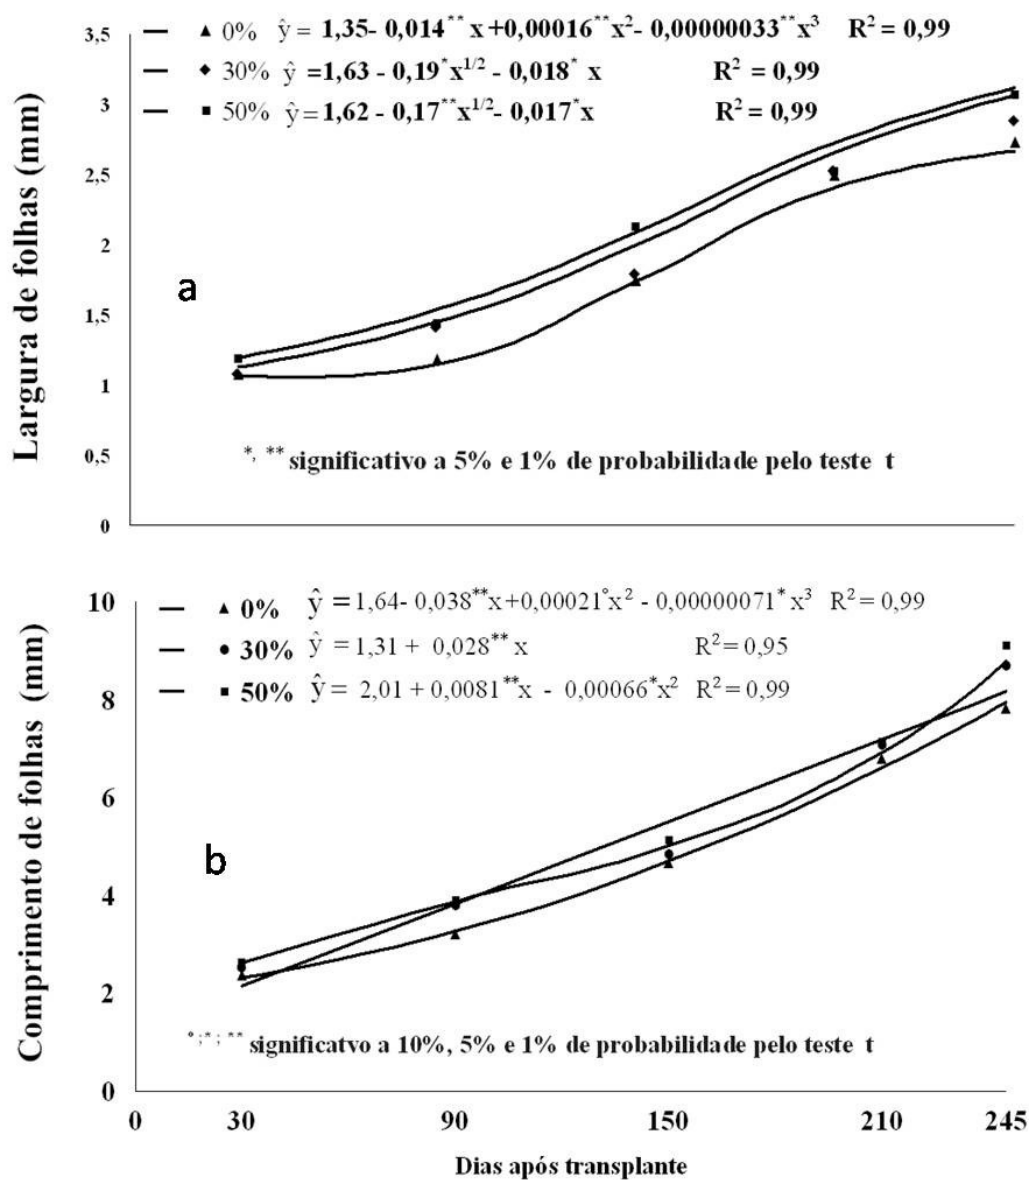 Largura de folhas (mm)
3,5
3
2,5
2
1,5
1
0,5
0
▲ 0% ŷ = 1,35- 0,014** x +0,00016**x²- 0,00000033**x³ R² = 0,99
◆ 30% ŷ =1,63 - 0,19*x^1/2 - 0,018* x R² = 0,99
■ 50% ŷ =1,62 - 0,17**x^1/2- 0,017*x R² = 0,99
a
*, ** significativo a 5% e 1% de probabilidade pelo teste t
Comprimento de folhas (mm)
10
8
6
4
2
0
▲ 0% ŷ =1,64- 0,038**x+0,00021°x² - 0,00000071* x³ R² = 0,99
● 30% ŷ =1,31 + 0,028** x R² = 0,95
■ 50% ŷ = 2,01 + 0,0081**x - 0,00066*x² R² = 0,99
b
° ;* ; ** significatvo a 10%, 5% e 1% de probabilidade pelo teste t
0 30 90 150 210 245
Dias após transplante